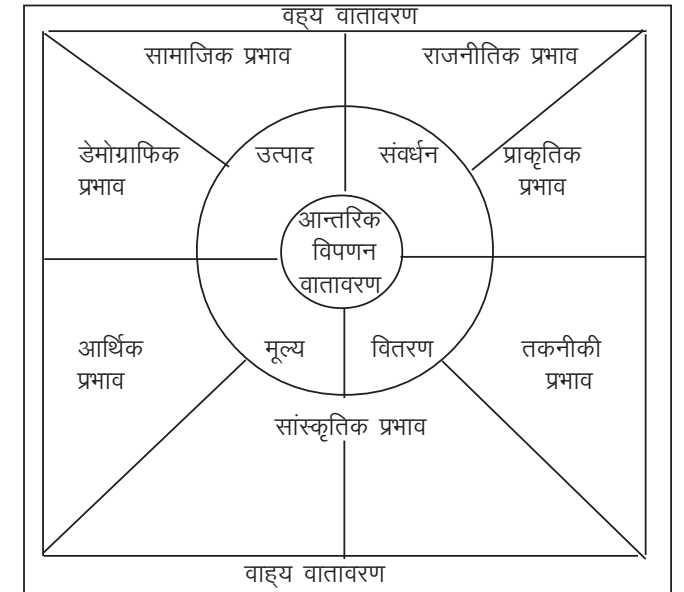 वह्य वातावरण
सामाजिक प्रभाव
राजनीतिक प्रभाव
डेमोग्राफिक
प्रभाव
उत्पाद
संवर्धन
प्राकृतिक
प्रभाव
आन्तरिक
विपणन
वातावरण
आर्थिक
प्रभाव
मूल्य
वितरण
तकनीकी
प्रभाव
सांस्कृतिक प्रभाव
वाह्य वातावरण